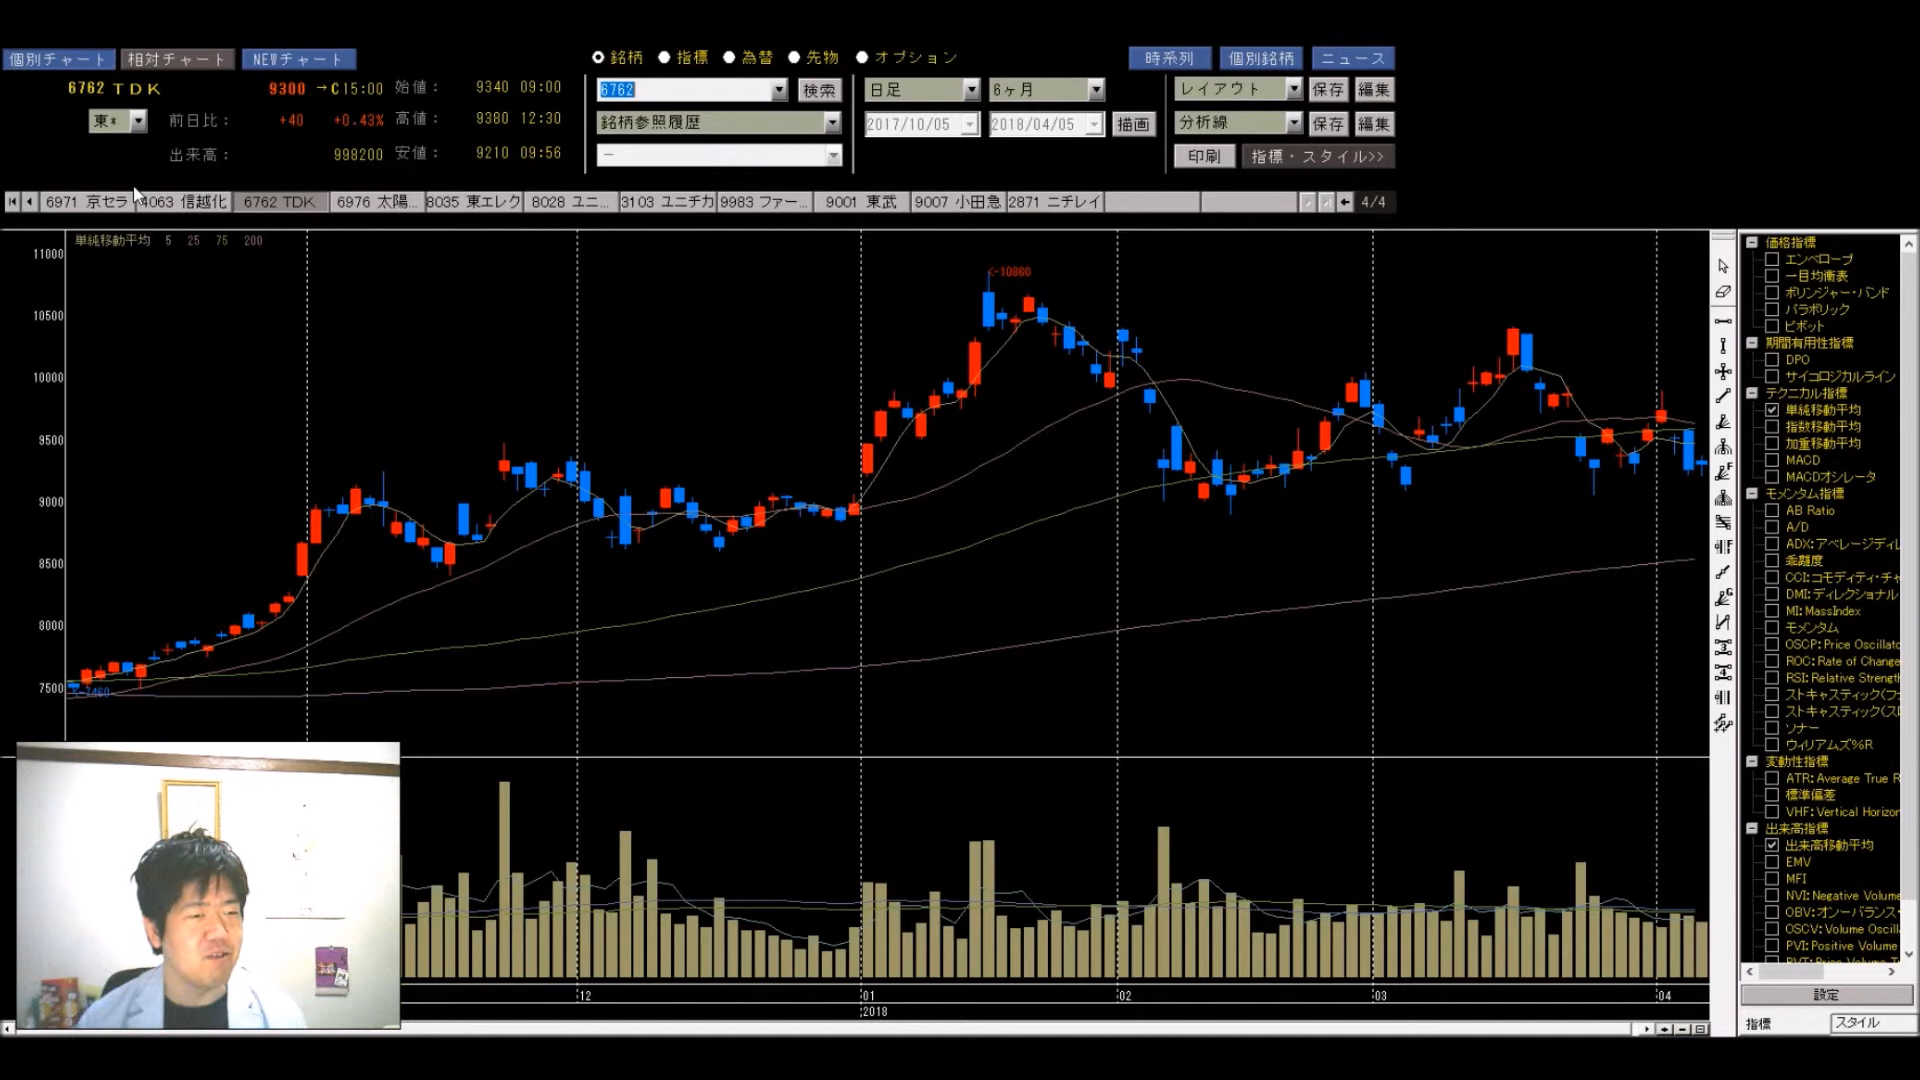 個別チャート 相対チャート NEWチャート
銘柄 指標 為替 先物 オプション
時系列 個別銘柄 ニュース
6762 TDK 9300 →C15:00 始値: 9340 09:00
6762 検索 日足 6ヶ月 レイアウト 保存 編集
東* 前日比: +40 +0.43% 高値: 9380 12:30
銘柄参照履歴 2017/10/05 2018/04/05 描画 分析線 保存 編集
出来高: 998200 安値: 9210 09:56
— 印刷 指標・スタイル>>
6971 京セラ 4063 信越化 6762 TDK 6976 太陽... 8035 東エレク 8028 ユニ... 3103 ユニチカ 9983 ファー... 9001 東武 9007 小田急 2871 ニチレイ 4/4
単純移動平均 5 25 75 200
11000
10500
10000
9500
9000
8500
8000
7500
<-10860
<-7460
12 01 02 03 04
2018
価格指標
エンベロープ
一目均衡表
ボリンジャー・バンド
パラボリック
ピボット
期間有用性指標
DPO
サイコロジカルライン
テクニカル指標
単純移動平均
指数移動平均
加重移動平均
MACD
MACDオシレータ
モメンタム指標
AB Ratio
A/D
ADX:アベレージディレ
乖離度
CCI:コモディティ・チャ
DMI:ディレクショナル
MI:MassIndex
モメンタム
OSCP:Price Oscillato
ROC:Rate of Change
RSI:Relative Strengt
ストキャスティック(ファ
ストキャスティック(スロ
ソナー
ウィリアムズ%R
変動性指標
ATR:Average True R
標準偏差
VHF:Vertical Horizon
出来高指標
出来高移動平均
EMV
MFI
NVI:Negative Volume
OBV:オンバランス・
OSCV:Volume Oscill
PVI:Positive Volume
設定
指標 スタイル